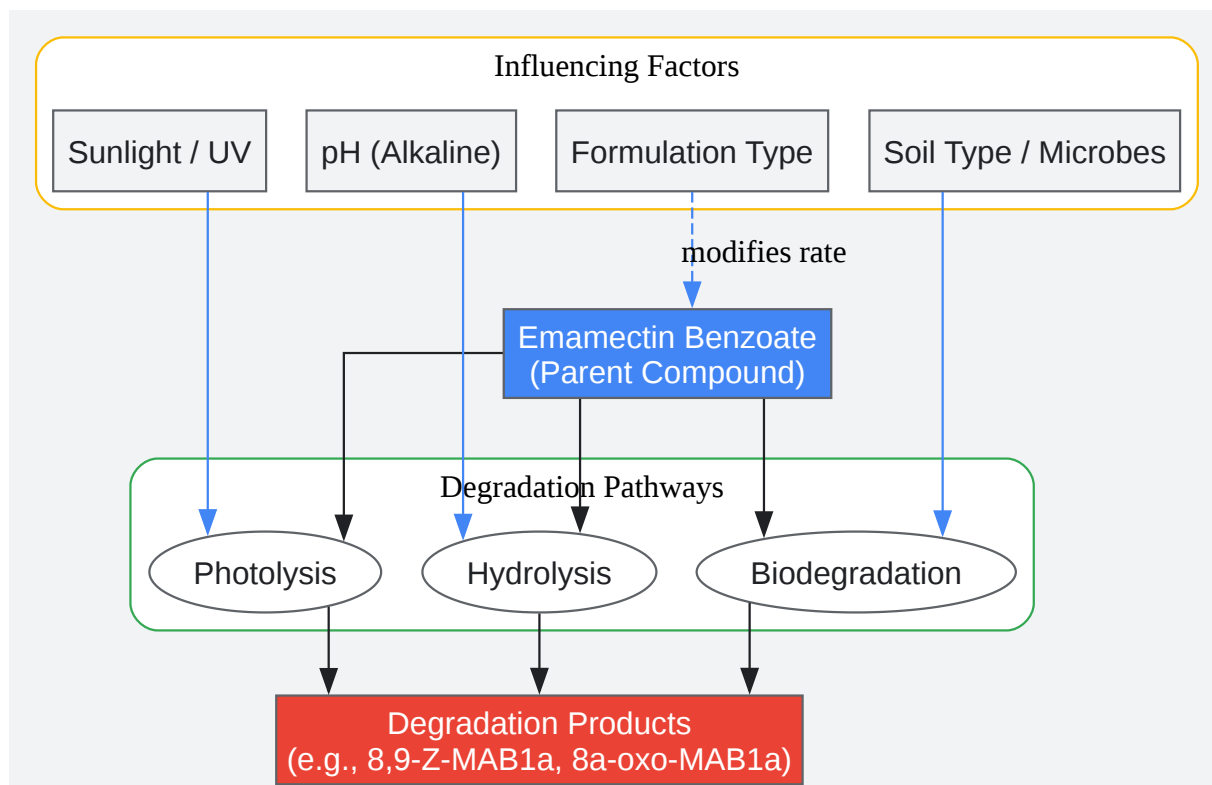 Influencing Factors
Sunlight / UV
pH (Alkaline)
Formulation Type
Soil Type / Microbes
modifies rate
Emamectin Benzoate
(Parent Compound)
Degradation Pathways
Photolysis
Hydrolysis
Biodegradation
Degradation Products
(e.g., 8,9-Z-MAB1a, 8a-oxo-MAB1a)